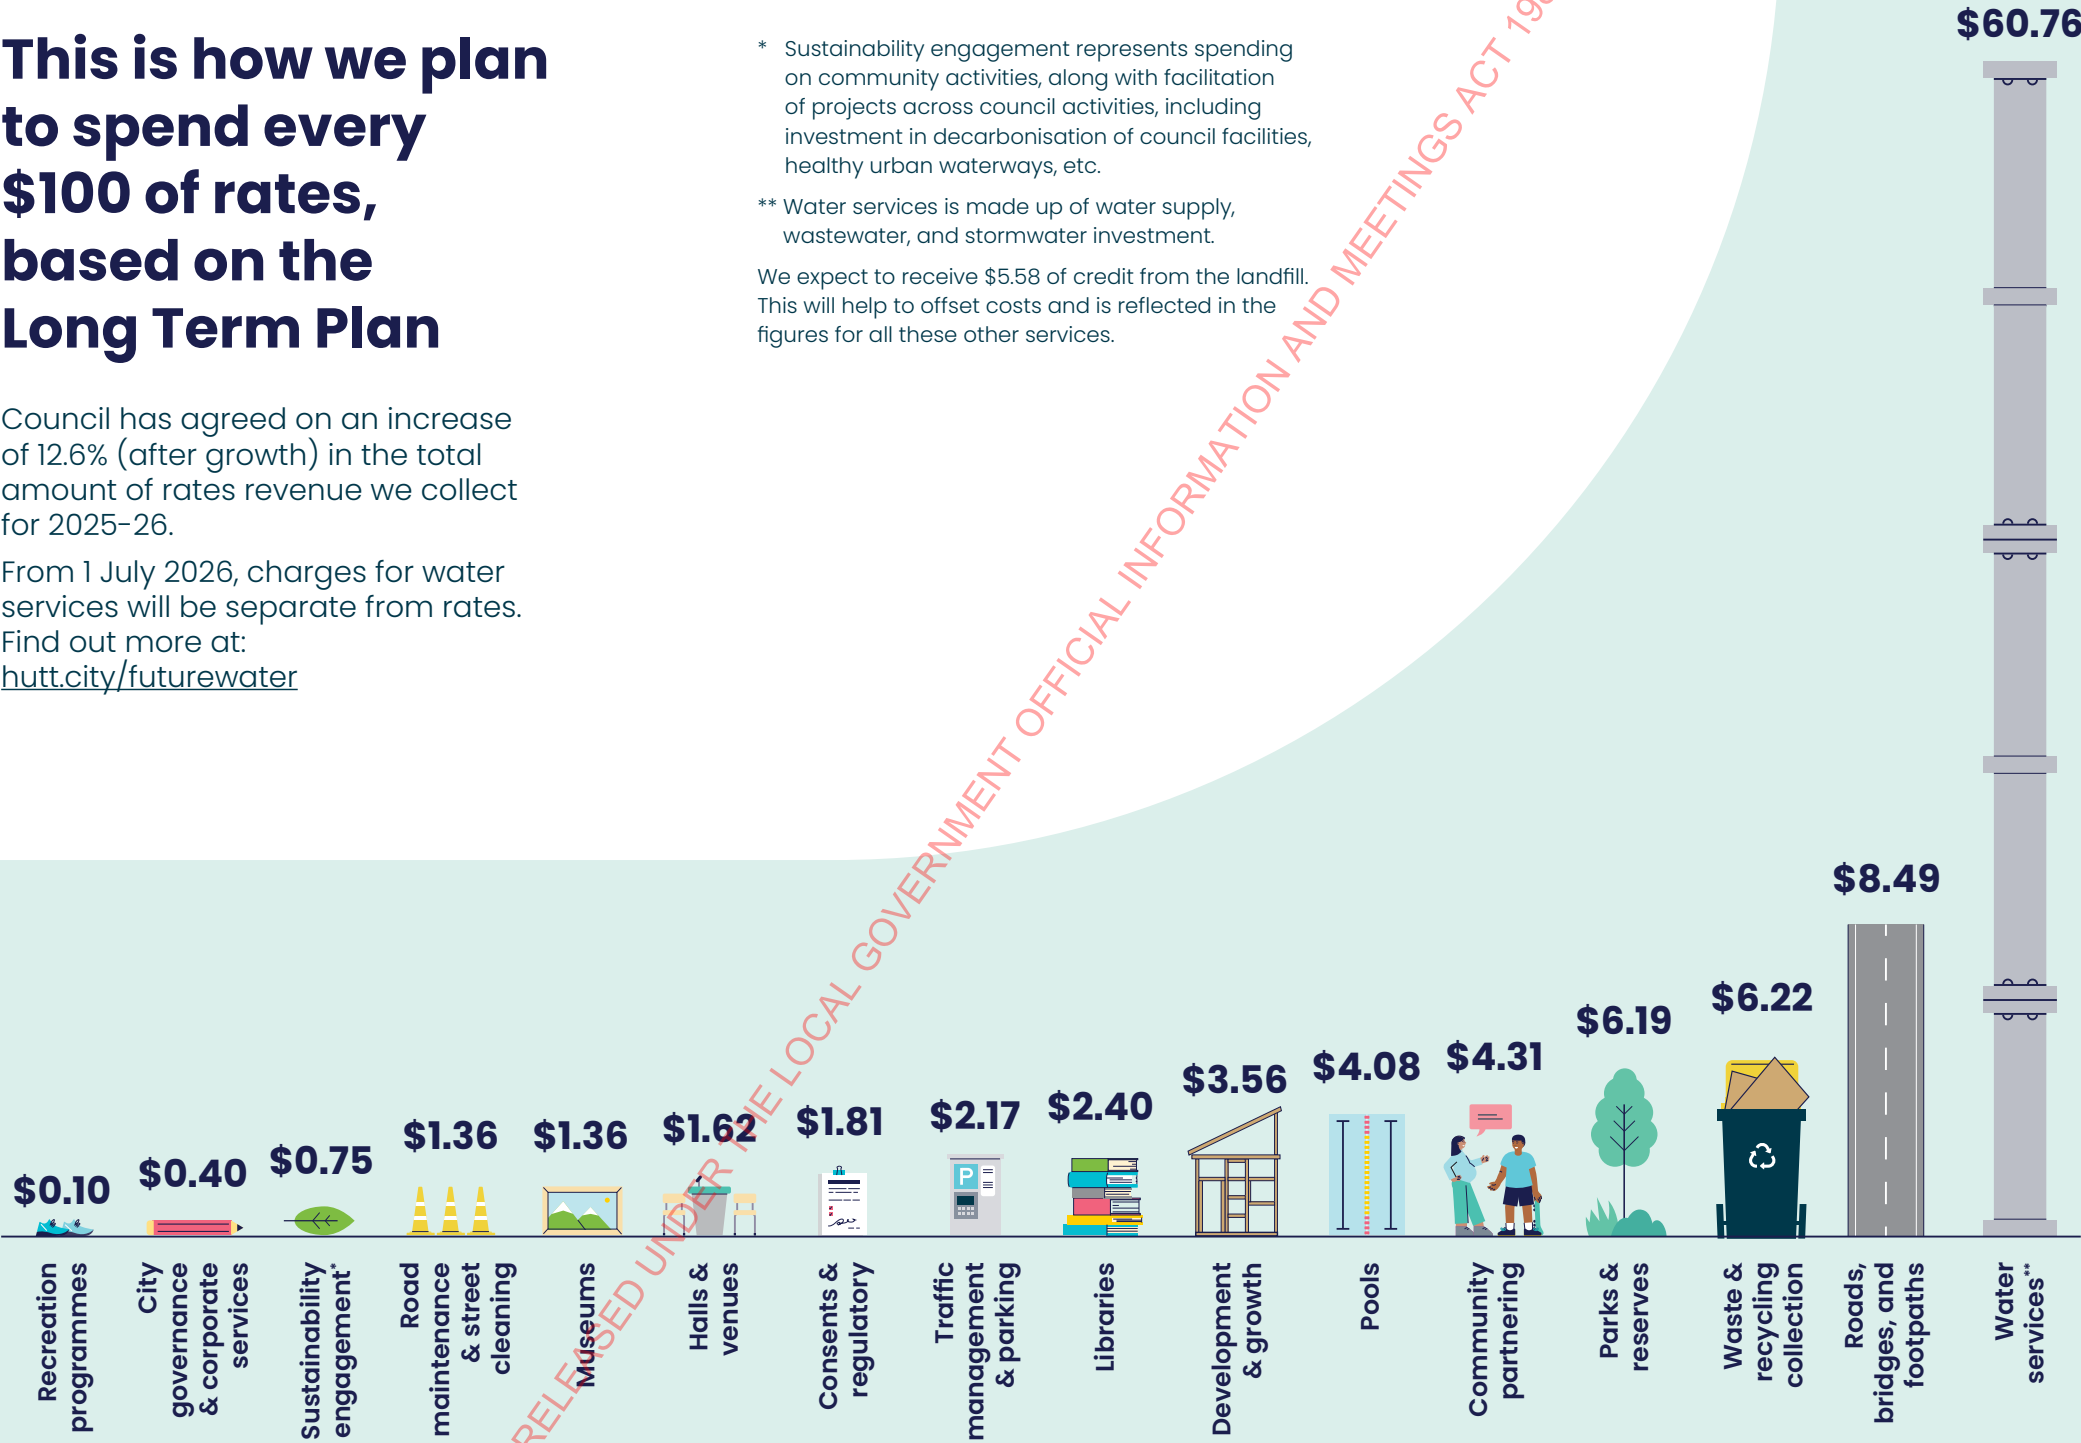 This is how we plan
to spend every
$100 of rates,
based on the
Long Term Plan
Council has agreed on an increase
of 12.6% (after growth) in the total
amount of rates revenue we collect
for 2025-26.
From 1 July 2026, charges for water
services will be separate from rates.
Find out more at:
hutt.city/futurewater
* Sustainability engagement represents spending
on community activities, along with facilitation
of projects across council activities, including
investment in decarbonisation of council facilities,
healthy urban waterways, etc.
** Water services is made up of water supply,
wastewater, and stormwater investment.
We expect to receive $5.58 of credit from the landfill.
This will help to offset costs and is reflected in the
figures for all these other services.
RELEASED UNDER THE LOCAL GOVERNMENT OFFICIAL INFORMATION AND MEETINGS ACT
$0.10
Recreation
programmes
$0.40
City
governance
& corporate
services
$0.75
Sustainability
engagement*
$1.36
Road
maintenance
& street
cleaning
$1.36
Museums
$1.62
Halls &
venues
$1.81
Consents &
regulatory
$2.17
P
Traffic
management
& parking
$2.40
Libraries
$3.56
Development
& growth
$4.08
Pools
$4.31
Community
partnering
$6.19
Parks &
reserves
$6.22
Waste &
recycling
collection
$8.49
Roads,
bridges, and
footpaths
$60.76
Water
services**